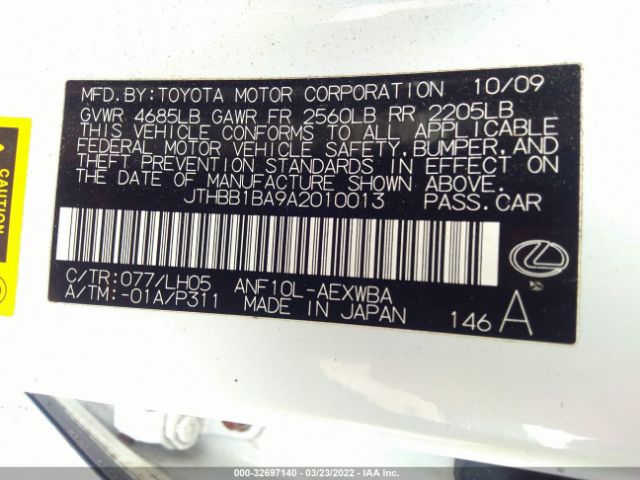 MFD. BY: TOYOTA MOTOR CORPORATION 10/09
GVWR 4685LB GAWR FR 2560LB RR 2205LB
THIS VEHICLE CONFORMS TO ALL APPLICABLE
FEDERAL MOTOR VEHICLE SAFETY, BUMPER, AND
THEFT PREVENTION STANDARDS IN EFFECT ON
THE DATE OF MANUFACTURE SHOWN ABOVE.
JTHBB1BA9A2010013 PASS. CAR
C/TR: 077/LH05 ANF10L-AEXWBA
A/TM: -01A/P311 MADE IN JAPAN 146 A
CAUTION
000-32697140 - 03/23/2022 - IAA Inc.